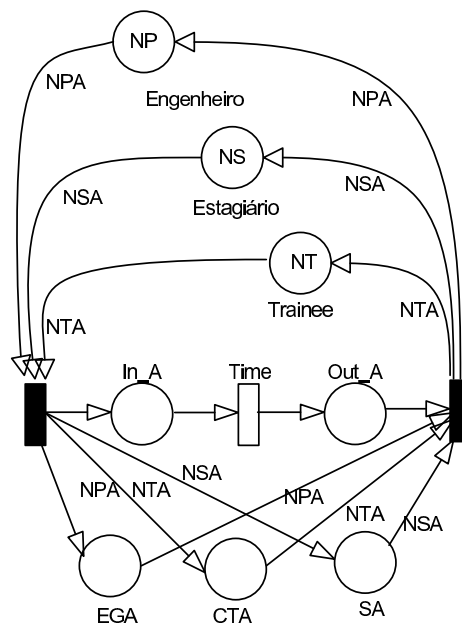 NP
NPA
Engenheiro
NPA
NS
NSA
NSA
Estagiário
NT
NTA
Trainee
NTA
In_A
Time
Out_A
NSA
NPA
NTA
NPA
NTA
NSA
EGA
CTA
SA